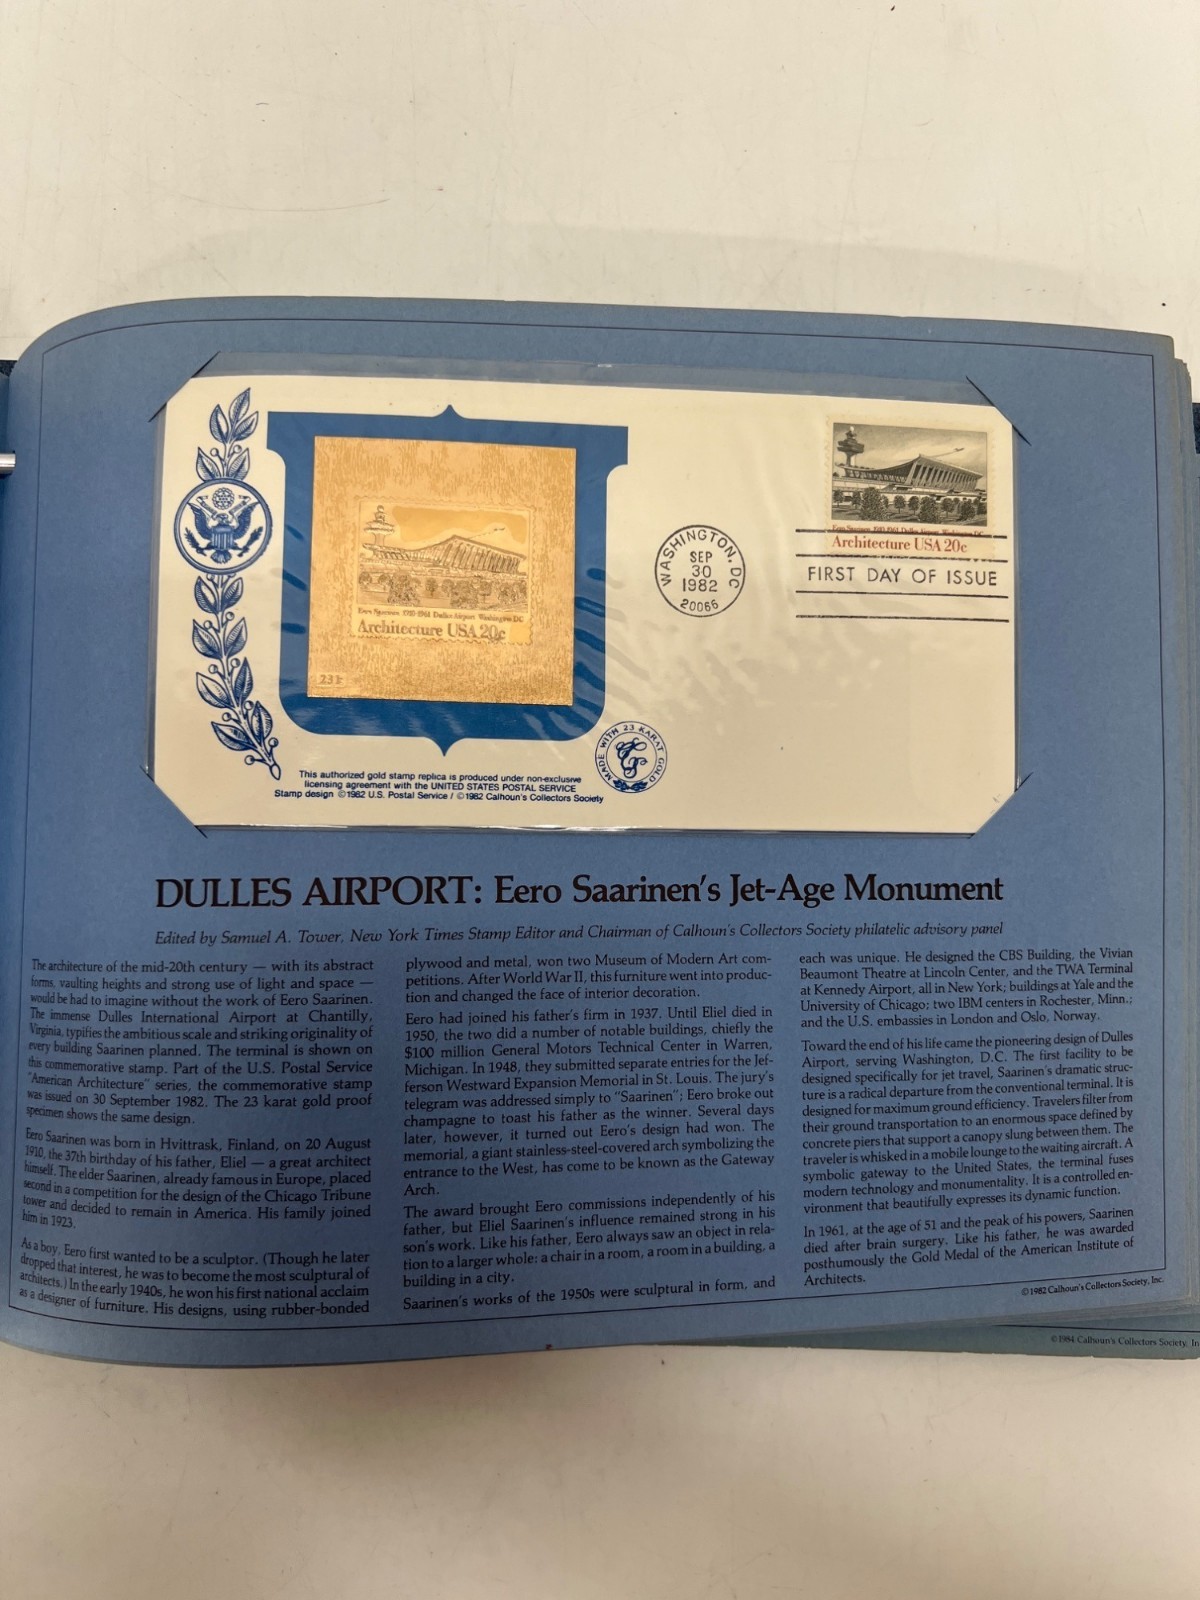 Eero Saarinen 1910-1961 Dulles Airport Washington DC
Architecture USA 20c
WASHINGTON, DC
SEP
30
1982
20066
FIRST DAY OF ISSUE
Eero Saarinen 1910-1961 Dulles Airport Washington DC
Architecture USA 20c
23k
MADE WITH 23 KARAT GOLD
This authorized gold stamp replica is produced under non-exclusive
licensing agreement with the UNITED STATES POSTAL SERVICE
Stamp design ©1982 U.S. Postal Service / ©1982 Calhoun's Collectors Society
DULLES AIRPORT: Eero Saarinen's Jet-Age Monument
Edited by Samuel A. Tower, New York Times Stamp Editor and Chairman of Calhoun's Collectors Society philatelic advisory panel
The architecture of the mid-20th century — with its abstract
forms, vaulting heights and strong use of light and space —
would be had to imagine without the work of Eero Saarinen.
The immense Dulles International Airport at Chantilly,
Virginia, typifies the ambitious scale and striking originality of
every building Saarinen planned. The terminal is shown on
this commemorative stamp. Part of the U.S. Postal Service
"American Architecture" series, the commemorative stamp
was issued on 30 September 1982. The 23 karat gold proof
specimen shows the same design.
Eero Saarinen was born in Hvittrask, Finland, on 20 August
1910, the 37th birthday of his father, Eliel — a great architect
himself. The elder Saarinen, already famous in Europe, placed
second in a competition for the design of the Chicago Tribune
tower and decided to remain in America. His family joined
him in 1923.
As a boy, Eero first wanted to be a sculptor. (Though he later
dropped that interest, he was to become the most sculptural of
architects.) In the early 1940s, he won his first national acclaim
as a designer of furniture. His designs, using rubber-bonded
plywood and metal, won two Museum of Modern Art com-
petitions. After World War II, this furniture went into produc-
tion and changed the face of interior decoration.
Eero had joined his father's firm in 1937. Until Eliel died in
1950, the two did a number of notable buildings, chiefly the
$100 million General Motors Technical Center in Warren,
Michigan. In 1948, they submitted separate entries for the Jef-
ferson Westward Expansion Memorial in St. Louis. The jury's
telegram was addressed simply to "Saarinen"; Eero broke out
champagne to toast his father as the winner. Several days
later, however, it turned out Eero's design had won. The
memorial, a giant stainless-steel-covered arch symbolizing the
entrance to the West, has come to be known as the Gateway
Arch.
The award brought Eero commissions independently of his
father, but Eliel Saarinen's influence remained strong in his
son's work. Like his father, Eero always saw an object in rela-
tion to a larger whole: a chair in a room, a room in a building, a
building in a city.
Saarinen's works of the 1950s were sculptural in form, and
each was unique. He designed the CBS Building, the Vivian
Beaumont Theatre at Lincoln Center, and the TWA Terminal
at Kennedy Airport, all in New York; buildings at Yale and the
University of Chicago; two IBM centers in Rochester, Minn.;
and the U.S. embassies in London and Oslo, Norway.
Toward the end of his life came the pioneering design of Dulles
Airport, serving Washington, D.C. The first facility to be
designed specifically for jet travel, Saarinen's dramatic struc-
ture is a radical departure from the conventional terminal. It is
designed for maximum ground efficiency. Travelers filter from
their ground transportation to an enormous space defined by
concrete piers that support a canopy slung between them. The
traveler is whisked in a mobile lounge to the waiting aircraft. A
symbolic gateway to the United States, the terminal fuses
modern technology and monumentality. It is a controlled en-
vironment that beautifully expresses its dynamic function.
In 1961, at the age of 51 and the peak of his powers, Saarinen
died after brain surgery. Like his father, he was awarded
posthumously the Gold Medal of the American Institute of
Architects.
©1982 Calhoun's Collectors Society, Inc.
©1984 Calhoun's Collectors Society, In